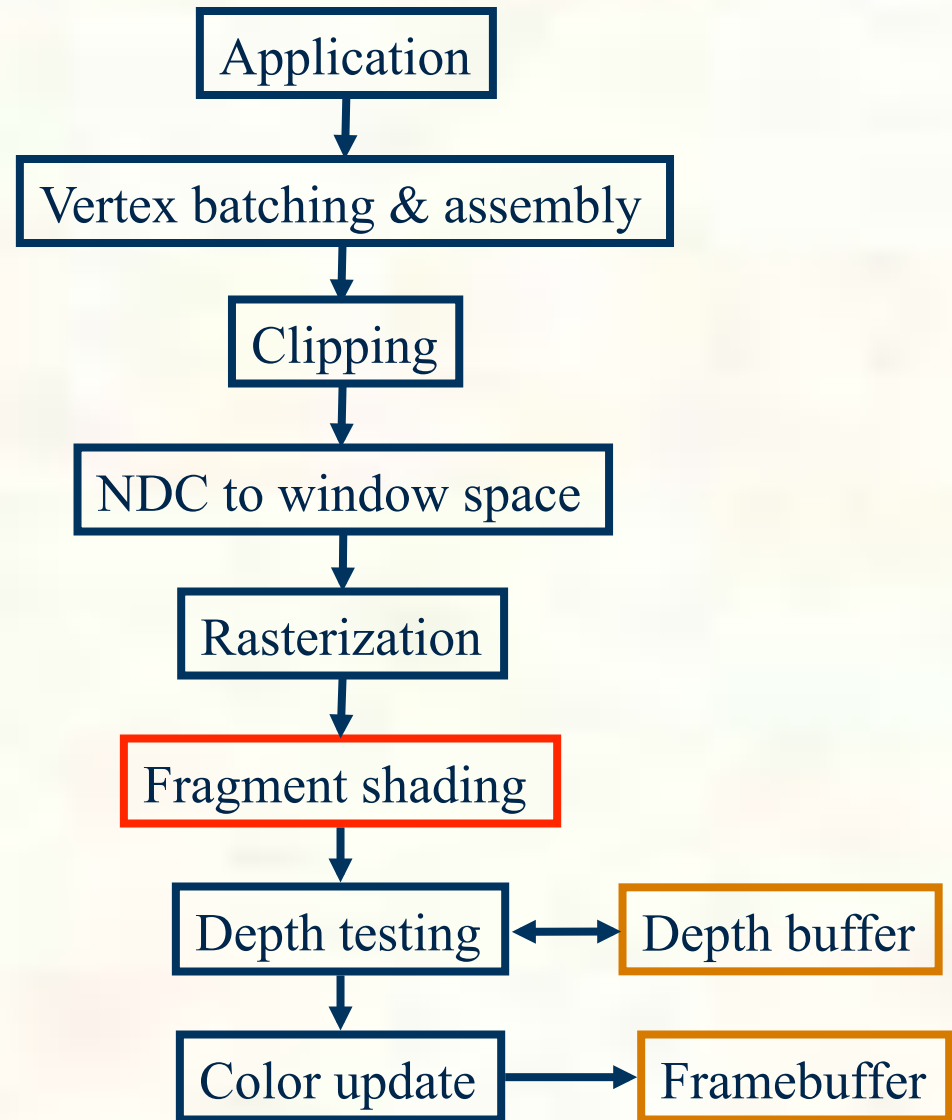 Application
Vertex batching & assembly
Clipping
NDC to window space
Rasterization
Fragment shading
Depth testing
Depth buffer
Color update
Framebuffer